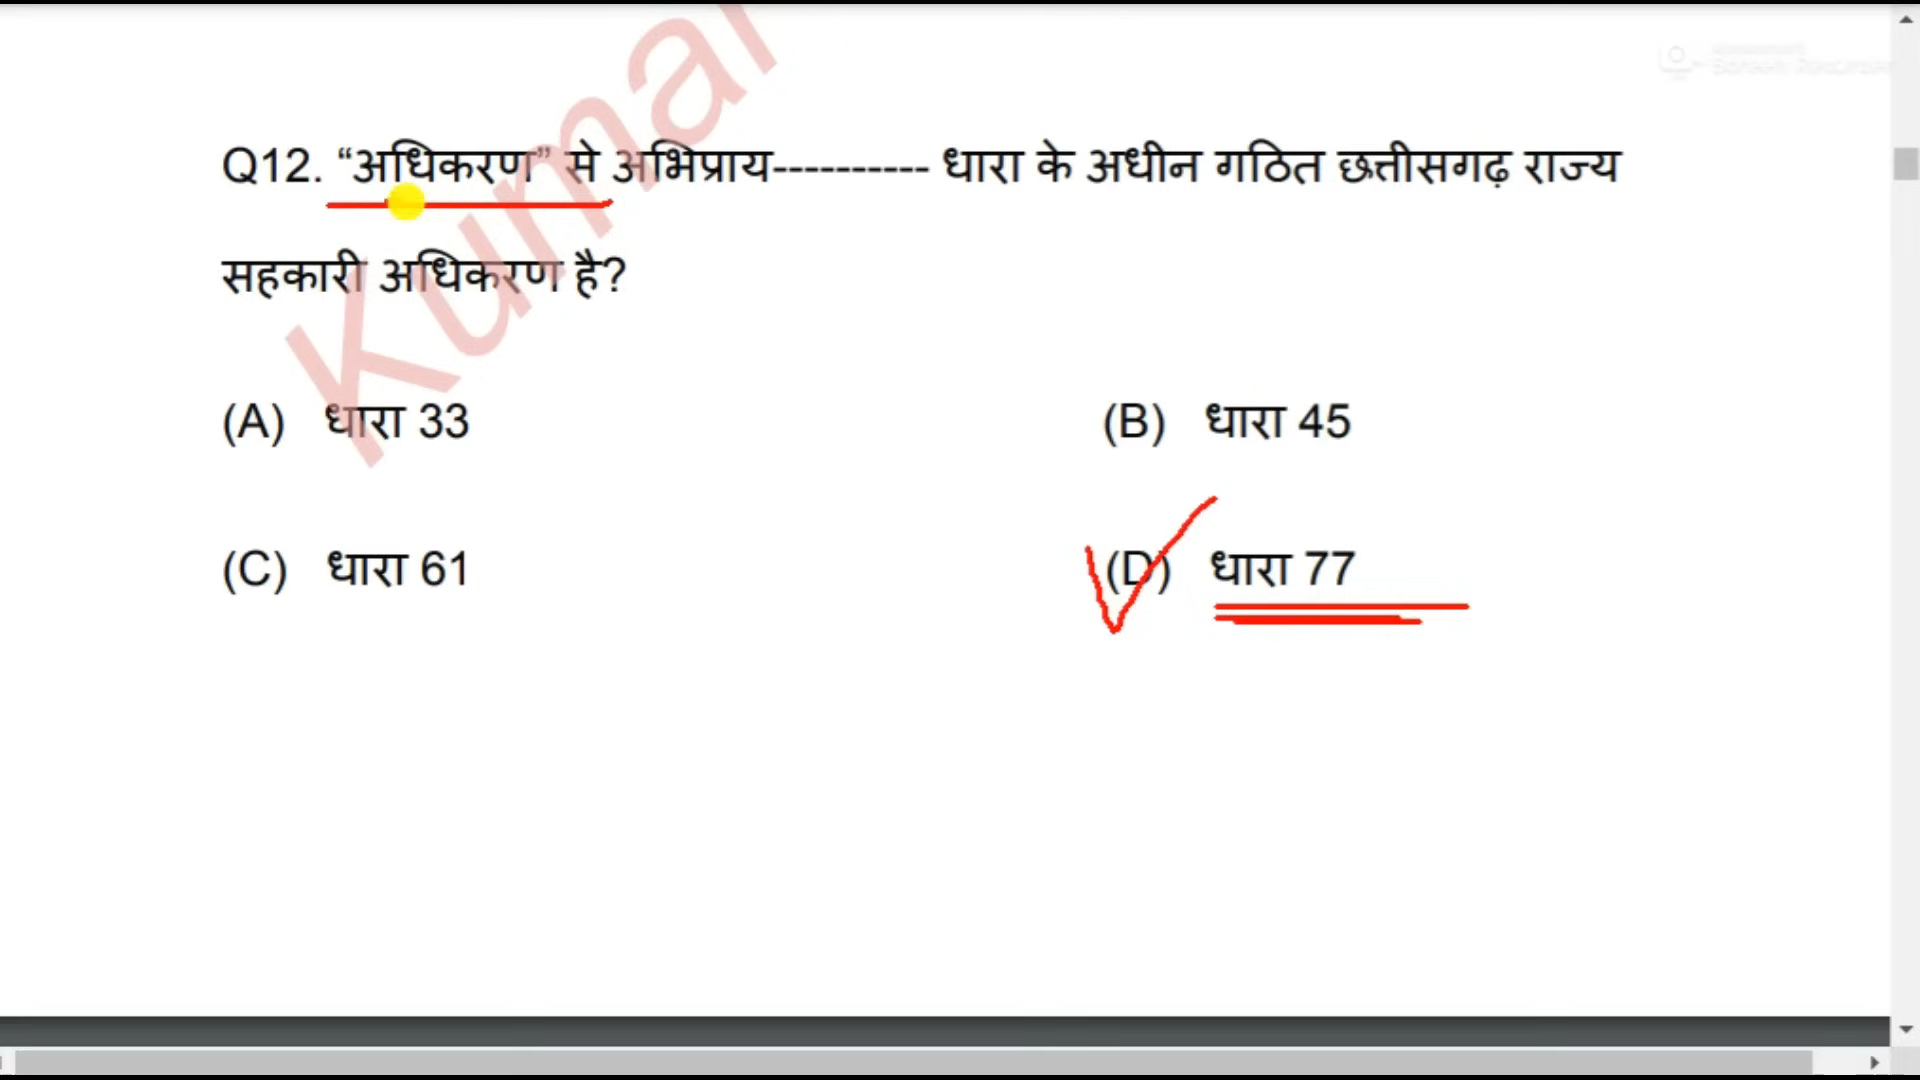 Q12. “अधिकरण” से अभिप्राय---------- धारा के अधीन गठित छत्तीसगढ़ राज्य
सहकारी अधिकरण है?
(A) धारा 33 (B) धारा 45
(C) धारा 61 (D) धारा 77
Kumar